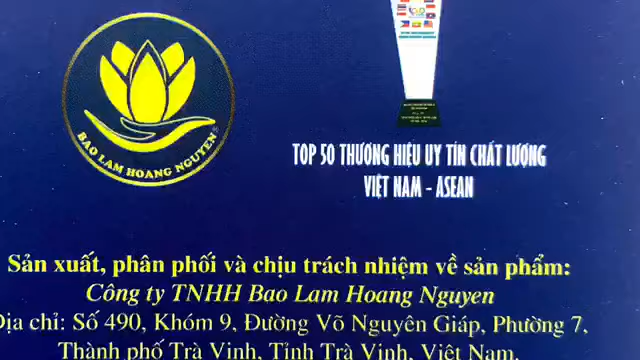 BAO LAM HOANG NGUYEN
TOP 50 THƯƠNG HIỆU UY TÍN CHẤT LƯỢNG
VIỆT NAM - ASEAN
Sản xuất, phân phối và chịu trách nhiệm về sản phẩm:
Công ty TNHH Bao Lam Hoang Nguyen
Địa chỉ: Số 490, Khóm 9, Đường Võ Nguyên Giáp, Phường 7,
Thành phố Trà Vinh, Tỉnh Trà Vinh, Việt Nam.